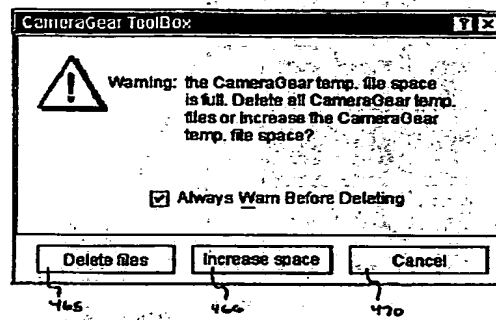 CameraGear ToolBox
? X
Warning: the CameraGear temp. file space
is full. Delete all CameraGear temp.
files or increase the CameraGear
temp. file space?
Always Warn Before Deleting
Delete files Increase space Cancel
465 466 470